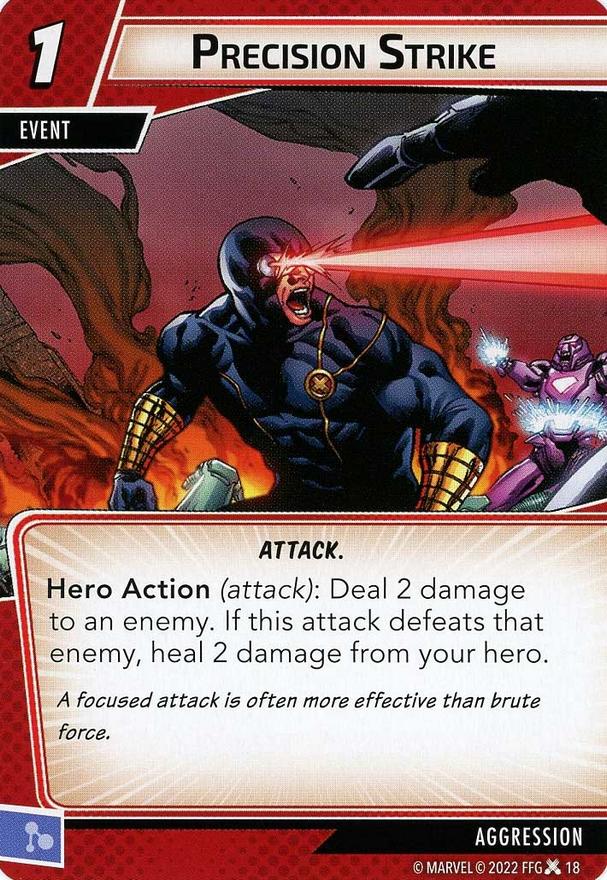 1
PRECISION STRIKE
EVENT
ATTACK.
Hero Action (attack): Deal 2 damage
to an enemy. If this attack defeats that
enemy, heal 2 damage from your hero.
A focused attack is often more effective than brute
force.
AGGRESSION
© MARVEL © 2022 FFG 18